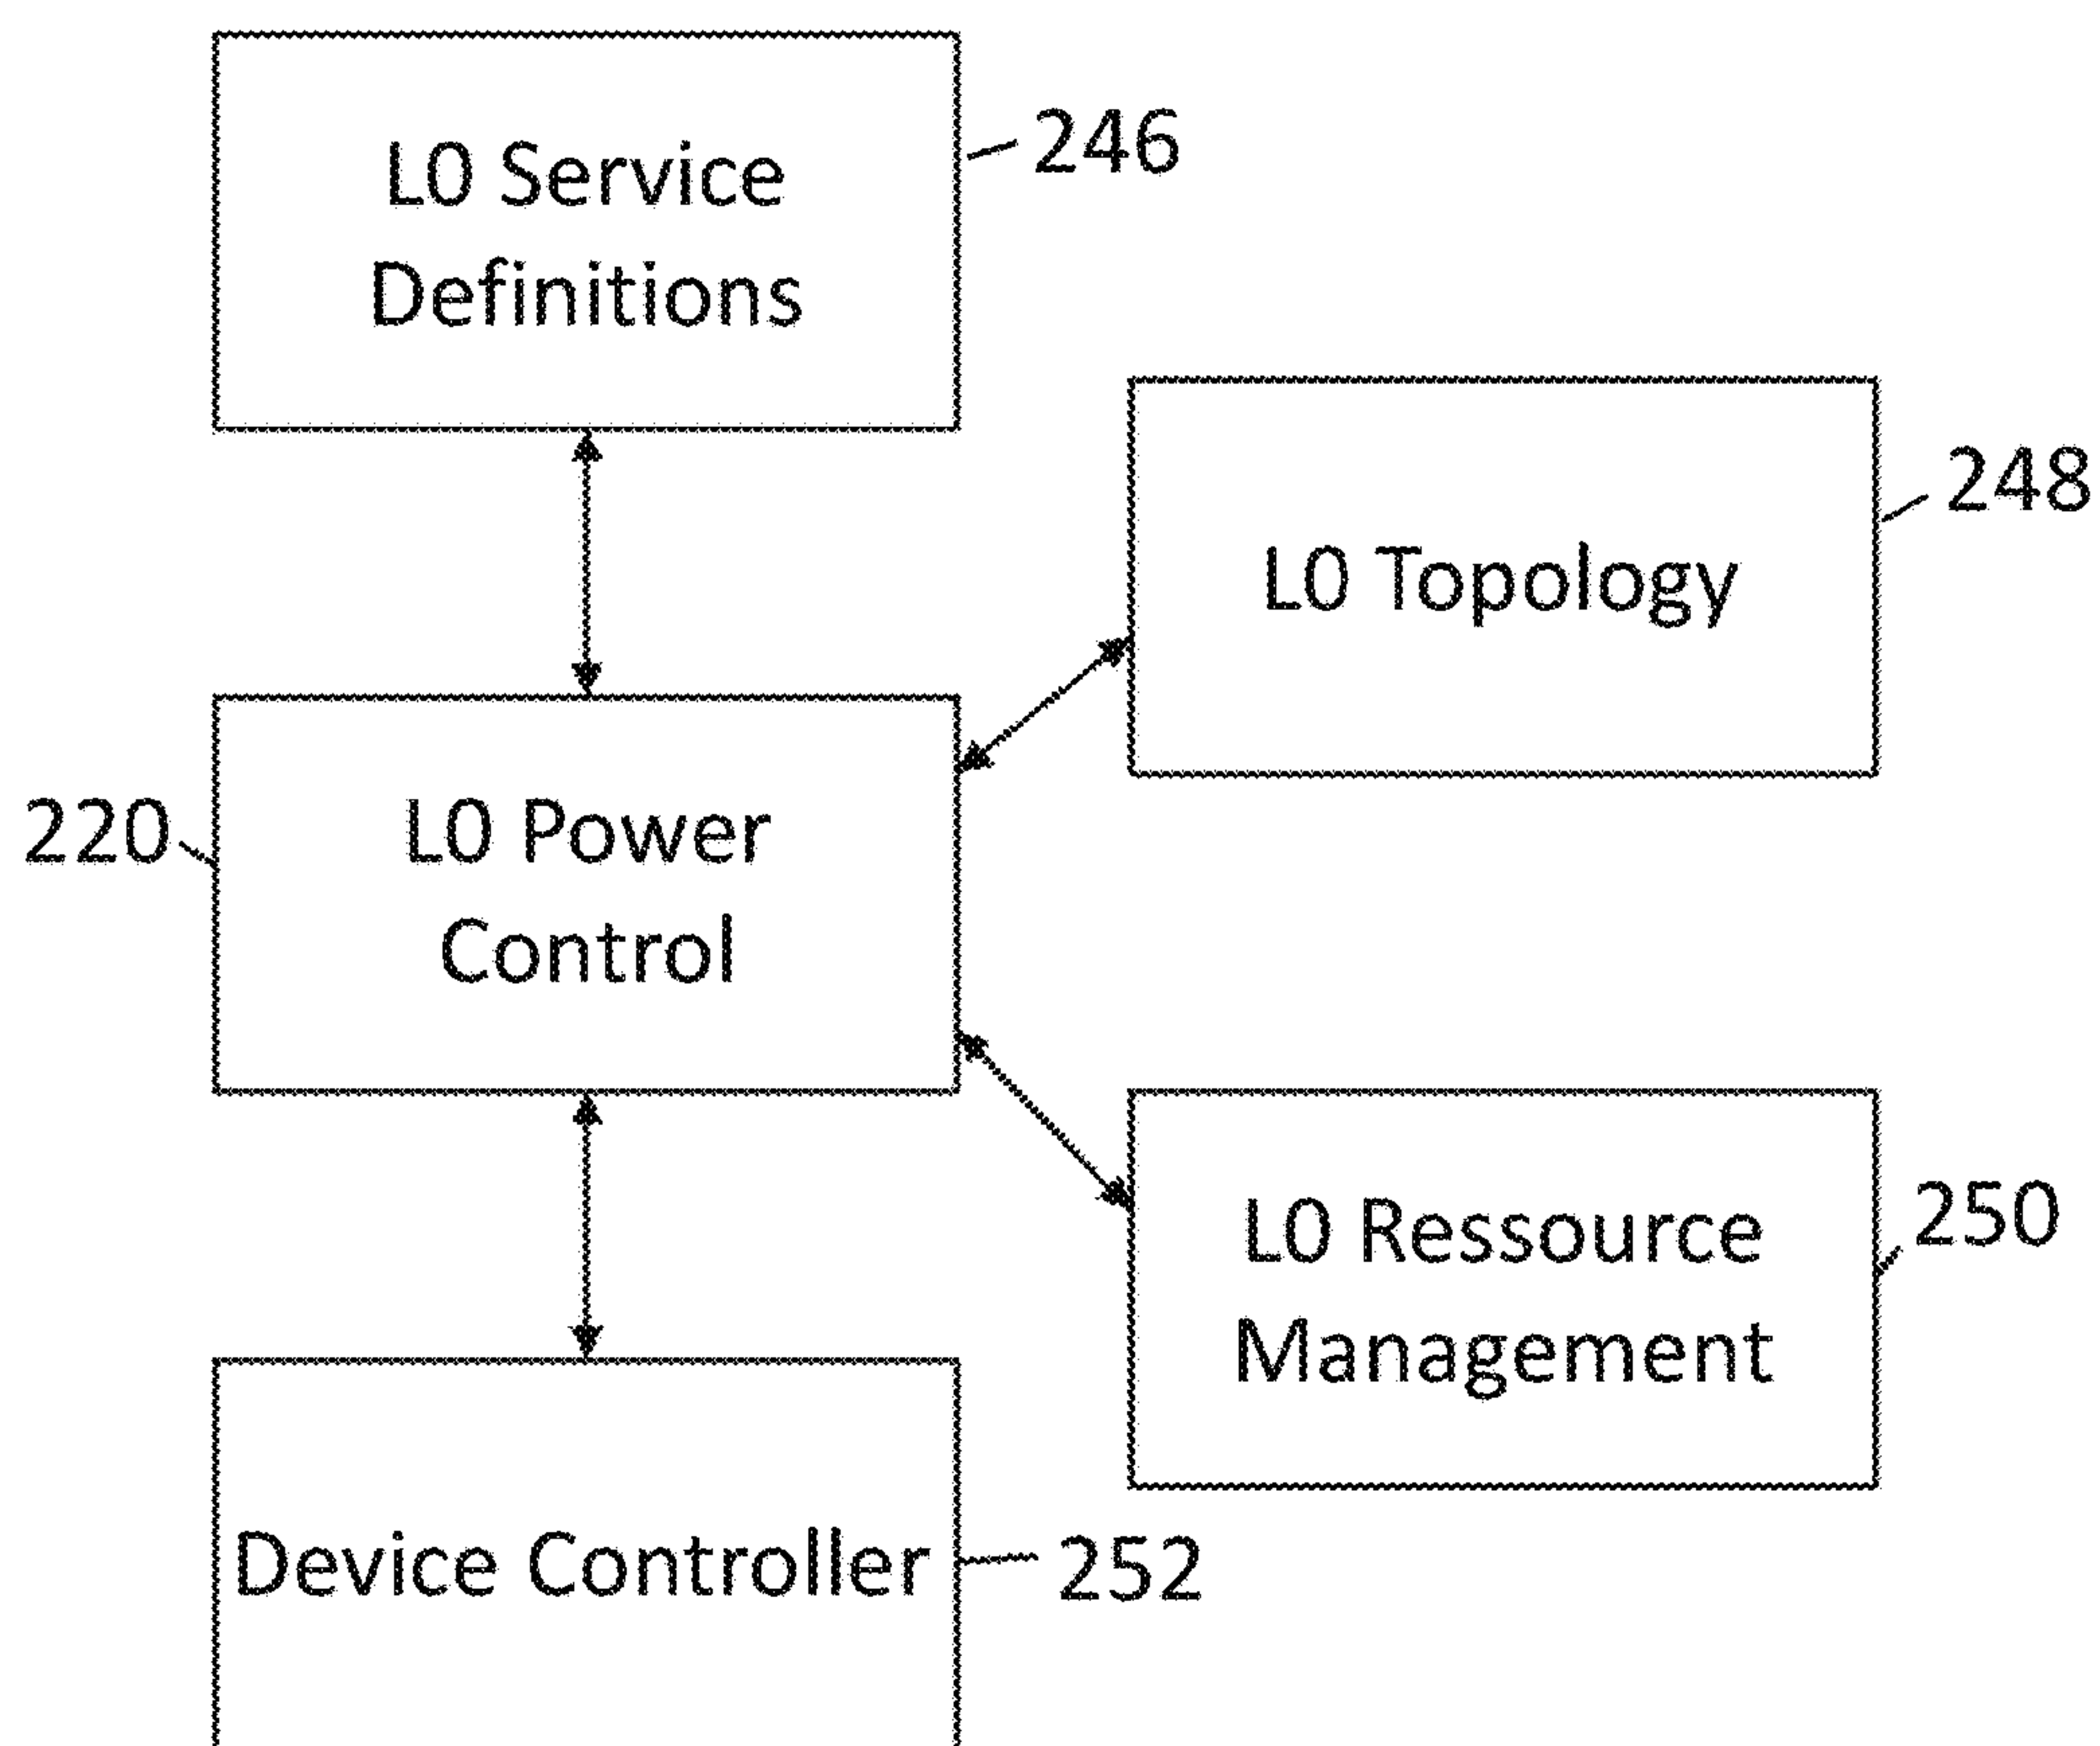 L0 Service
Definitions
246
L0 Topology
248
220
L0 Power
Control
L0 Ressource
Management
250
Device Controller
252